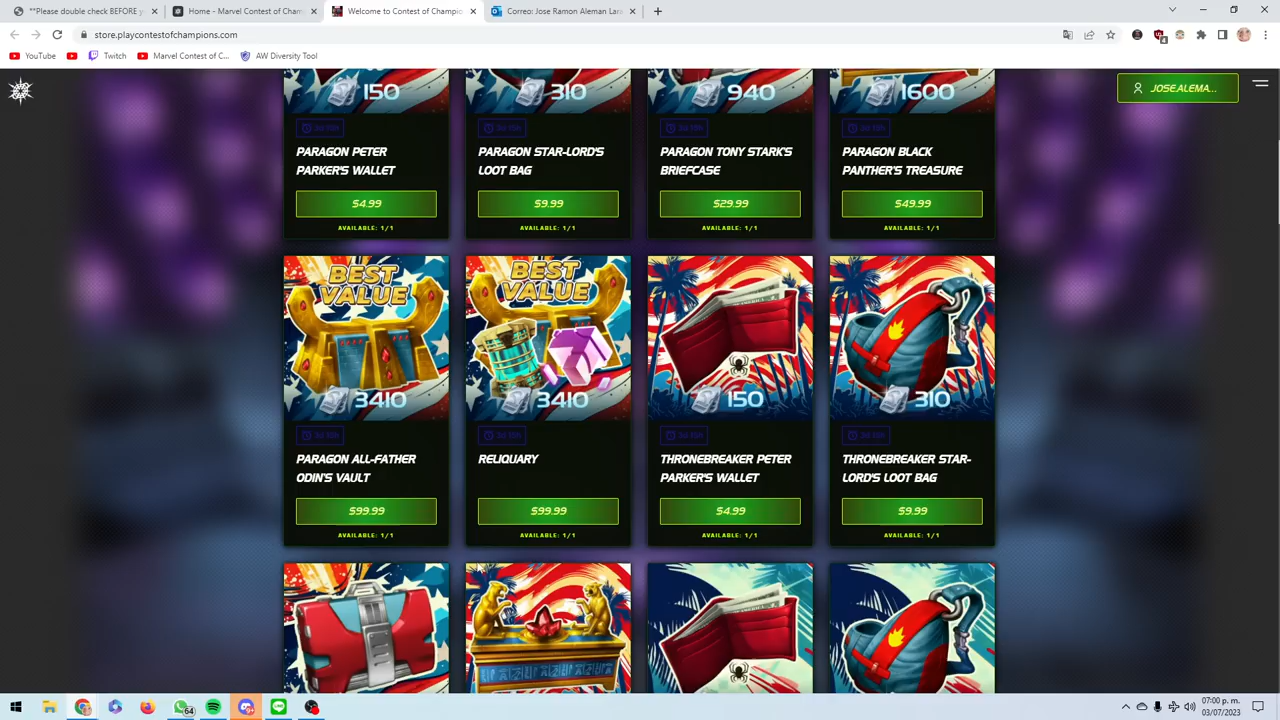 **Please double check BEFORE y
Home - Marvel Contest of Cham
Welcome to Contest of Champio
Correo: Jose Ramon Aleman Lara
store.playcontestofchampions.com
4
YouTube
Twitch
Marvel Contest of C...
AW Diversity Tool
JOSE.ALEMA...
150
310
940
1600
PARAGON PETER
PARKER'S WALLET
PARAGON STAR-LORD'S
LOOT BAG
PARAGON TONY STARK'S
BRIEFCASE
PARAGON BLACK
PANTHER'S TREASURE
$4.99
$9.99
$29.99
$49.99
AVAILABLE: 1/1
AVAILABLE: 1/1
AVAILABLE: 1/1
AVAILABLE: 1/1
BEST
VALUE
3410
BEST
VALUE
3410
150
310
PARAGON ALL-FATHER
ODIN'S VAULT
RELIQUARY
THRONEBREAKER PETER
PARKER'S WALLET
THRONEBREAKER STAR-
LORD'S LOOT BAG
$99.99
$99.99
$4.99
$9.99
AVAILABLE: 1/1
AVAILABLE: 1/1
AVAILABLE: 1/1
AVAILABLE: 1/1
64
07:00 p. m.
03/07/2023